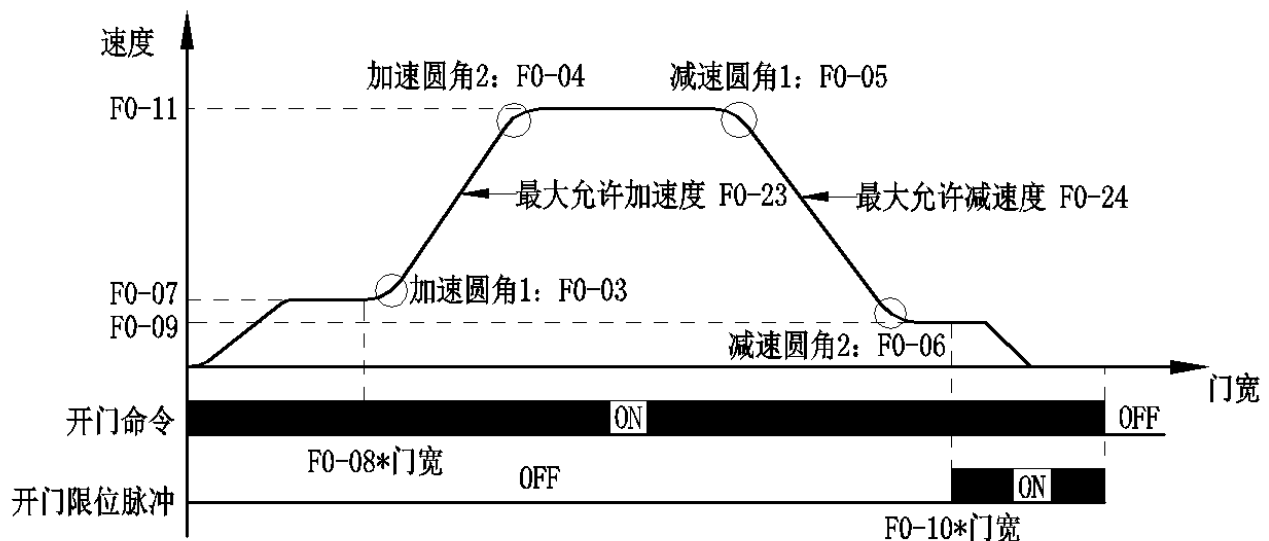 速度
加速圆角2：F0-04
减速圆角1：F0-05
F0-11
最大允许加速度 F0-23
最大允许减速度 F0-24
F0-07
加速圆角1：F0-03
F0-09
减速圆角2：F0-06
门宽
开门命令
ON
OFF
F0-08*门宽
OFF
开门限位脉冲
ON
F0-10*门宽